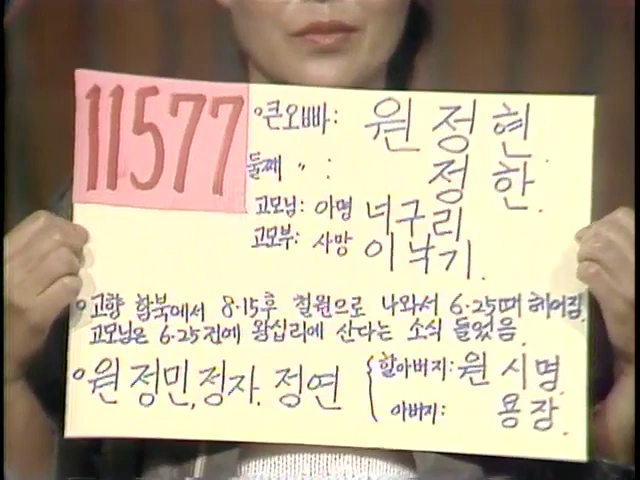 11577
°큰오빠: 원 정 현
둘째 〃 : 정 한.
고모님: 아명 너구리
고모부: 사망 이낙기.
°고향 함북에서 8·15후 철원으로 나와서 6·25때 헤어짐.
고모님은 6·25전에 왕십리에 산다는 소식 들었음.
°원 정민, 정자. 정연
{ 할아버지: 원 시 명.
아버지: 용 장.